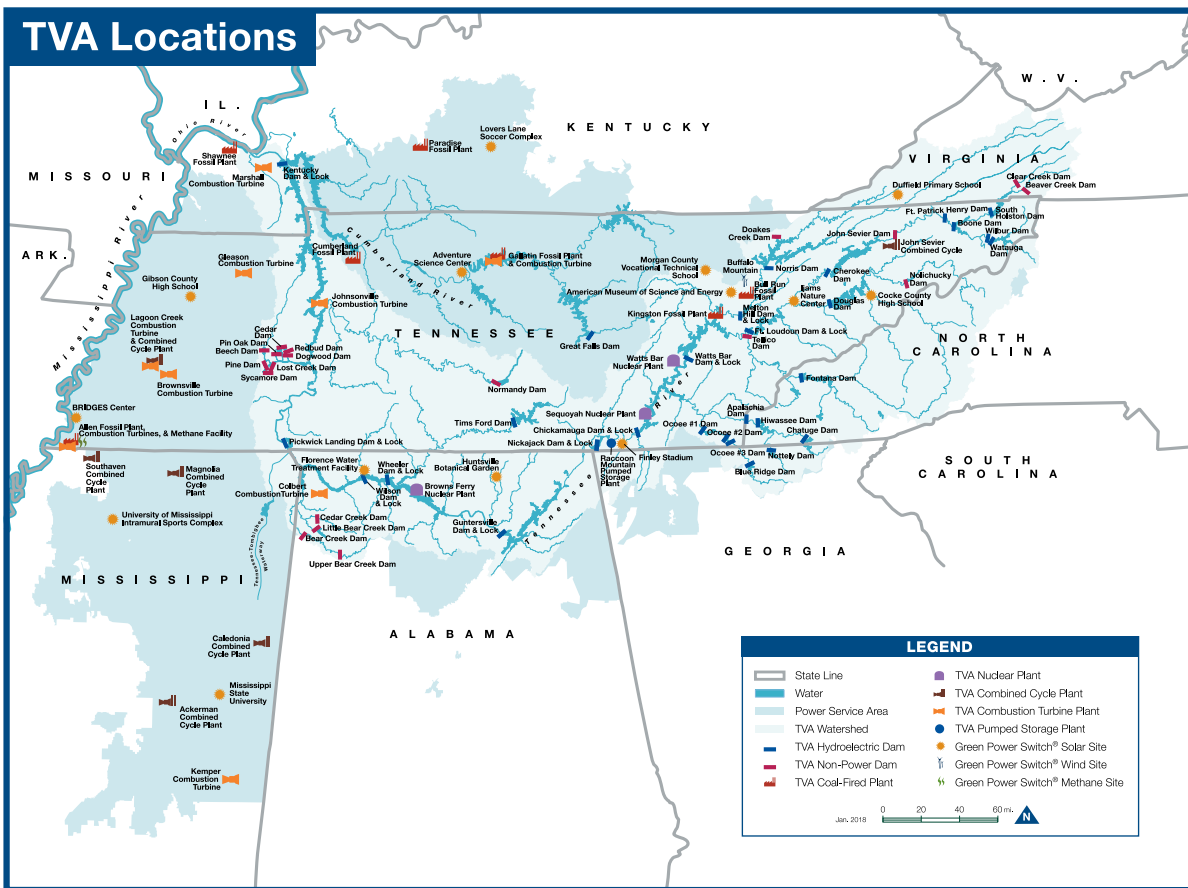 TVA Locations
W. V.
I L.
Ohio River
KENTUCKY
Lovers Lane
Soccer Complex
Paradise
Fossil Plant
Shawnee
Fossil Plant
Marshall
Combustion Turbine
Kentucky
Dam & Lock
MISSOURI
VIRGINIA
Clear Creek Dam
Beaver Creek Dam
Duffield Primary School
Ft. Patrick Henry Dam
South
Holston Dam
Boone Dam
Wilbur Dam
Watauga
Dam
ARK.
Mississippi River
Cumberland
Fossil Plant
Cumberland River
Gleason
Combustion Turbine
Gibson County
High School
Adventure
Science Center
Gallatin Fossil Plant
& Combustion Turbine
Doakes
Creek Dam
John Sevier Dam
John Sevier
Combined Cycle
Morgan County
Vocational Technical
School
Buffalo
Mountain
Norris Dam
Cherokee
Dam
Nolichucky
Dam
American Museum of Science and Energy
Bull Run
Fossil
Plant
Ijams
Nature
Center
Douglas
Dam
Cocke County
High School
Johnsonville
Combustion Turbine
Kingston Fossil Plant
Melton
Hill Dam
& Lock
Lagoon Creek
Combustion
Turbine
& Combined
Cycle Plant
TENNESSEE
Ft. Loudoun Dam & Lock
Tellico
Dam
NORTH
CAROLINA
Cedar
Dam
Pin Oak Dam
Redbud Dam
Beech Dam
Dogwood Dam
Pine Dam
Lost Creek Dam
Sycamore Dam
Great Falls Dam
Watts Bar
Nuclear Plant
Watts Bar
Dam & Lock
Brownsville
Combustion Turbine
Normandy Dam
Fontana Dam
BRIDGES Center
Allen Fossil Plant,
Combustion Turbines, & Methane Facility
Tims Ford Dam
Sequoyah Nuclear Plant
Chickamauga Dam & Lock
Nickajack Dam & Lock
Apalachia
Dam
Hiwassee Dam
Ocoee #1 Dam
Ocoee #2 Dam
Chatuge Dam
Ocoee #3 Dam
Nottely Dam
Blue Ridge Dam
River
Pickwick Landing Dam & Lock
Raccoon
Mountain
Pumped
Storage
Plant
Finley Stadium
SOUTH
CAROLINA
Southaven
Combined
Cycle
Plant
Magnolia
Combined
Cycle
Plant
Florence Water
Treatment Facility
Wheeler
Dam & Lock
Huntsville
Botanical Garden
Colbert
Combustion Turbine
Wilson
Dam
& Lock
Browns Ferry
Nuclear Plant
University of Mississippi
Intramural Sports Complex
Tennessee-Tombigbee
Waterway
Cedar Creek Dam
Little Bear Creek Dam
Bear Creek Dam
Upper Bear Creek Dam
Guntersville
Dam & Lock
Tennessee
GEORGIA
MISSISSIPPI
ALABAMA
Caledonia
Combined
Cycle Plant
Mississippi
State
University
Ackerman
Combined
Cycle Plant
Kemper
Combustion
Turbine
LEGEND
State Line
Water
Power Service Area
TVA Watershed
TVA Hydroelectric Dam
TVA Non-Power Dam
TVA Coal-Fired Plant
TVA Nuclear Plant
TVA Combined Cycle Plant
TVA Combustion Turbine Plant
TVA Pumped Storage Plant
Green Power Switch® Solar Site
Green Power Switch® Wind Site
Green Power Switch® Methane Site
Jan. 2018
0 20 40 60 mi.
N